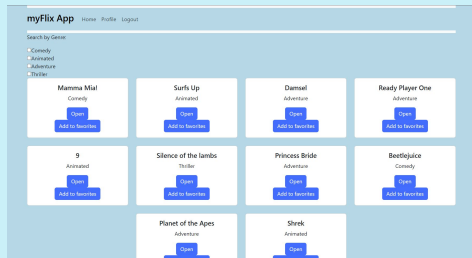 myFlix App Home Profile Logout
Search by Genre
Comedy
Animated
Adventure
Thriller
Mamma Mia! Surfs Up Damsel Ready Player One
Comedy Animated Adventure Adventure
Open Open Open Open
Add to favorites Add to favorites Add to favorites Add to favorites
9 Silence of the lambs Princess Bride Beetlejuice
Animated Thriller Adventure Comedy
Open Open Open Open
Add to favorites Add to favorites Add to favorites Add to favorites
Planet of the Apes Shrek
Adventure Animated
Open Open